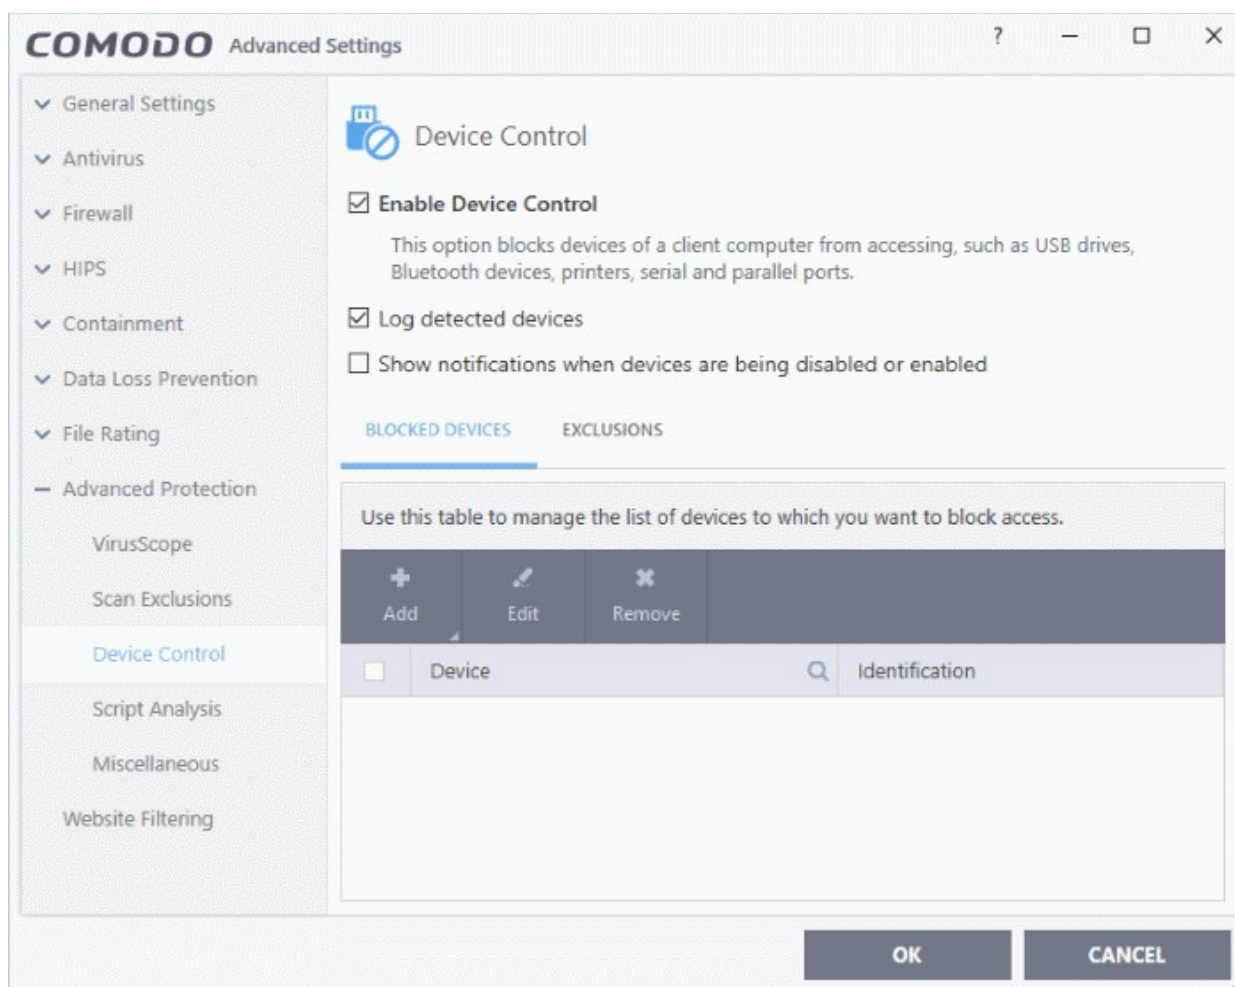 COMODO Advanced Settings ?
General Settings
Antivirus
Firewall
HIPS
Containment
Data Loss Prevention
File Rating
Advanced Protection
VirusScope
Scan Exclusions
Device Control
Script Analysis
Miscellaneous
Website Filtering
Device Control
Enable Device Control
This option blocks devices of a client computer from accessing, such as USB drives,
Bluetooth devices, printers, serial and parallel ports.
Log detected devices
Show notifications when devices are being disabled or enabled
BLOCKED DEVICES EXCLUSIONS
Use this table to manage the list of devices to which you want to block access.
Add Edit Remove
Device Identification
OK CANCEL